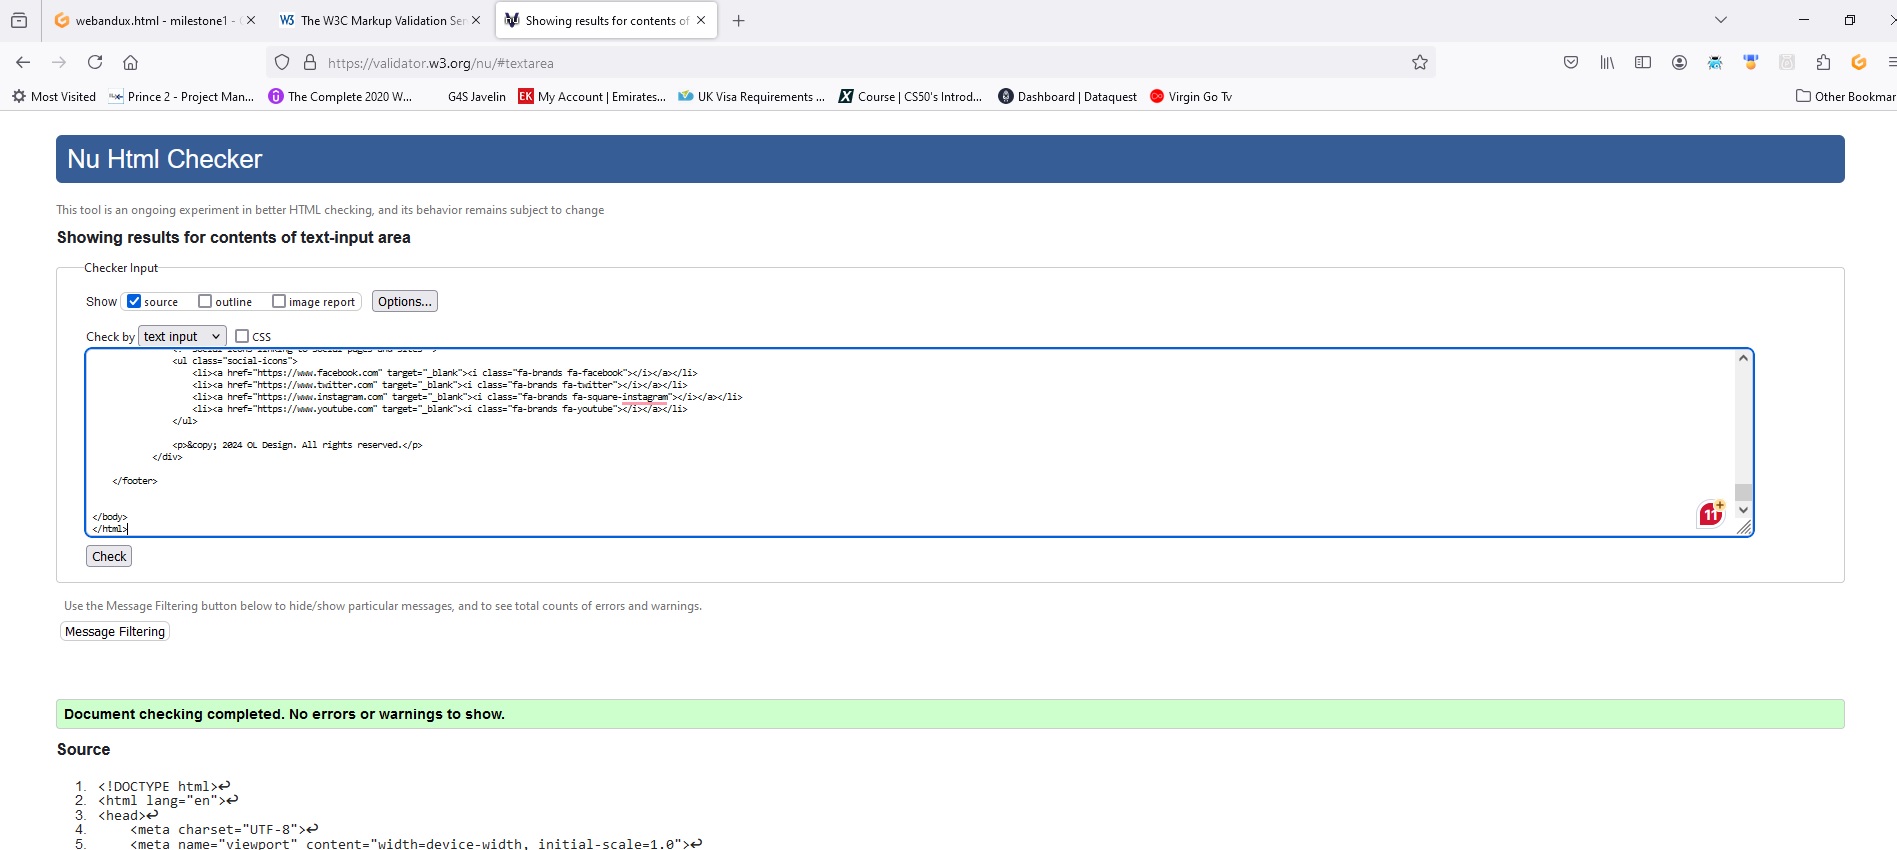 webandux.html - milestone1 -
W3 The W3C Markup Validation Ser
Showing results for contents of
https://validator.w3.org/nu/#textarea
Most Visited
Prince 2 - Project Man...
The Complete 2020 W...
G4S Javelin
EK My Account | Emirates...
UK Visa Requirements ...
Course | CS50's Introd...
Dashboard | Dataquest
Virgin Go Tv
Other Bookmar
Nu Html Checker
This tool is an ongoing experiment in better HTML checking, and its behavior remains subject to change
Showing results for contents of text-input area
Checker Input
Show source outline image report Options...
Check by text input CSS
<!-- social icons linking to social pages and sites -->
<ul class="social-icons">
<li><a href="https://www.facebook.com" target="_blank"><i class="fa-brands fa-facebook"></i></a></li>
<li><a href="https://www.twitter.com" target="_blank"><i class="fa-brands fa-twitter"></i></a></li>
<li><a href="https://www.instagram.com" target="_blank"><i class="fa-brands fa-square-instagram"></i></a></li>
<li><a href="https://www.youtube.com" target="_blank"><i class="fa-brands fa-youtube"></i></a></li>
</ul>
<p>&copy; 2024 OL Design. All rights reserved.</p>
</div>
</footer>
</body>
</html>
11
Check
Use the Message Filtering button below to hide/show particular messages, and to see total counts of errors and warnings.
Message Filtering
Document checking completed. No errors or warnings to show.
Source
1. <!DOCTYPE html>↩
2. <html lang="en">↩
3. <head>↩
4. <meta charset="UTF-8">↩
5. <meta name="viewport" content="width=device-width, initial-scale=1.0">↩